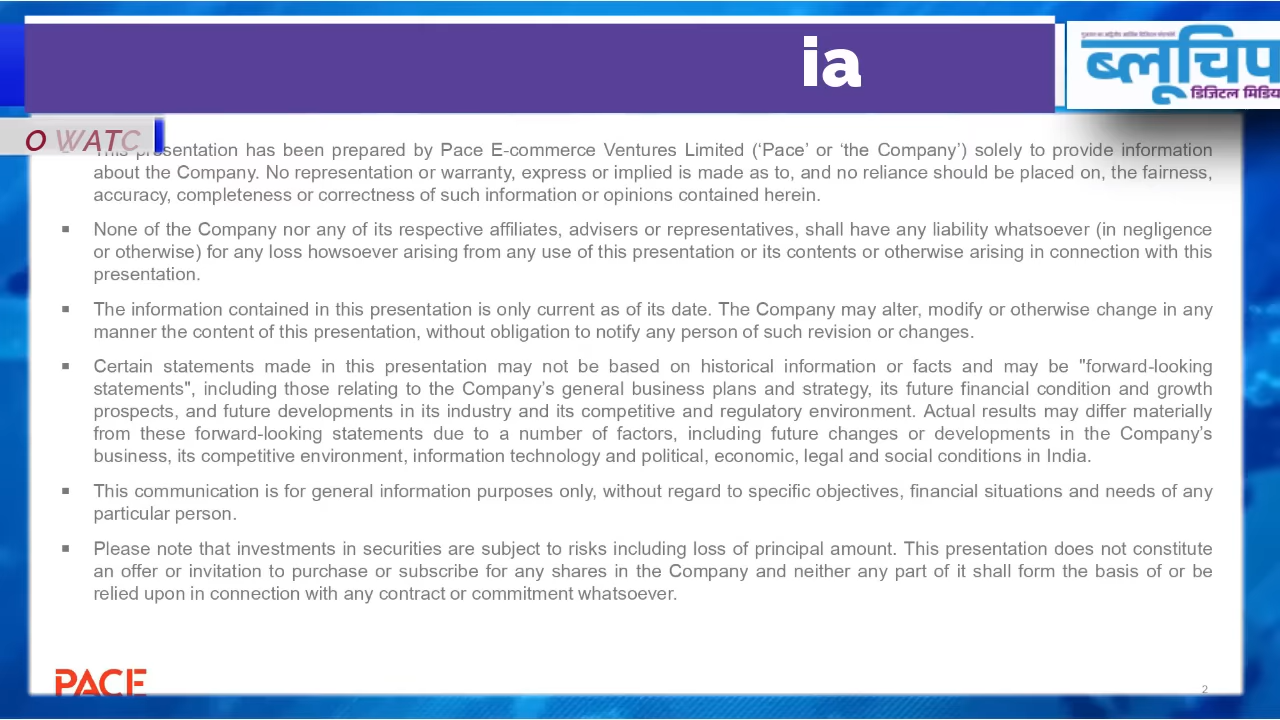 ia
ब्लूचिप
डिजिटल मिडिय
O WATC
This presentation has been prepared by Pace E-commerce Ventures Limited (‘Pace’ or ‘the Company’) solely to provide information
about the Company. No representation or warranty, express or implied is made as to, and no reliance should be placed on, the fairness,
accuracy, completeness or correctness of such information or opinions contained herein.
▪ None of the Company nor any of its respective affiliates, advisers or representatives, shall have any liability whatsoever (in negligence
or otherwise) for any loss howsoever arising from any use of this presentation or its contents or otherwise arising in connection with this
presentation.
▪ The information contained in this presentation is only current as of its date. The Company may alter, modify or otherwise change in any
manner the content of this presentation, without obligation to notify any person of such revision or changes.
▪ Certain statements made in this presentation may not be based on historical information or facts and may be "forward-looking
statements", including those relating to the Company’s general business plans and strategy, its future financial condition and growth
prospects, and future developments in its industry and its competitive and regulatory environment. Actual results may differ materially
from these forward-looking statements due to a number of factors, including future changes or developments in the Company’s
business, its competitive environment, information technology and political, economic, legal and social conditions in India.
▪ This communication is for general information purposes only, without regard to specific objectives, financial situations and needs of any
particular person.
▪ Please note that investments in securities are subject to risks including loss of principal amount. This presentation does not constitute
an offer or invitation to purchase or subscribe for any shares in the Company and neither any part of it shall form the basis of or be
relied upon in connection with any contract or commitment whatsoever.
PACE
2